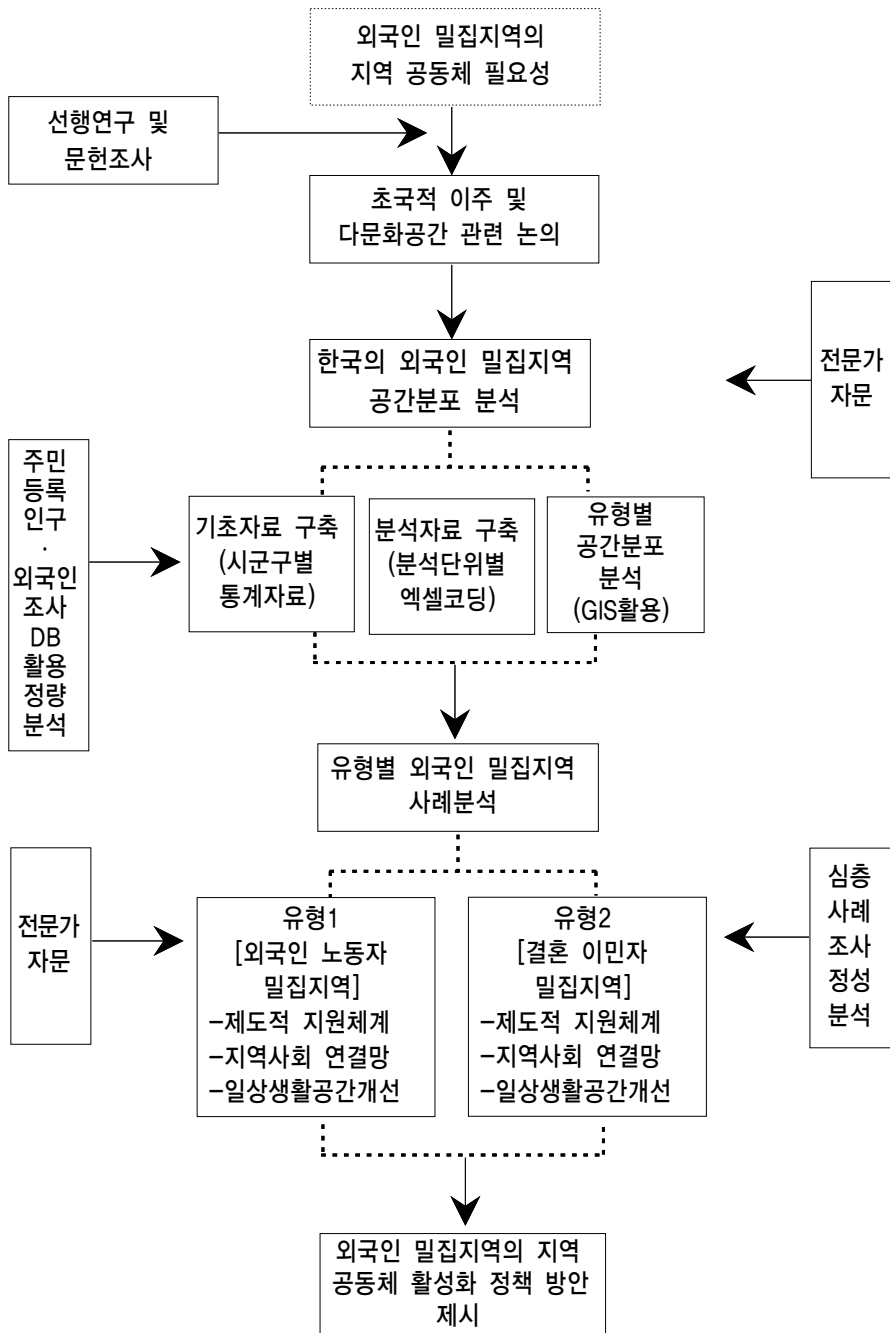 외국인 밀집지역의
지역 공동체 필요성
선행연구 및
문헌조사
초국적 이주 및
다문화공간 관련 논의
한국의 외국인 밀집지역
공간분포 분석
전문가
자문
주민
등록
인구
·
외국인
조사
DB
활용
정량
분석
기초자료 구축
(시군구별
통계자료)
분석자료 구축
(분석단위별
엑셀코딩)
유형별
공간분포
분석
(GIS활용)
유형별 외국인 밀집지역
사례분석
전문가
자문
유형1
[외국인 노동자
밀집지역]
-제도적 지원체계
-지역사회 연결망
-일상생활공간개선
유형2
[결혼 이민자
밀집지역]
-제도적 지원체계
-지역사회 연결망
-일상생활공간개선
심층
사례
조사
정성
분석
외국인 밀집지역의 지역
공동체 활성화 정책 방안
제시